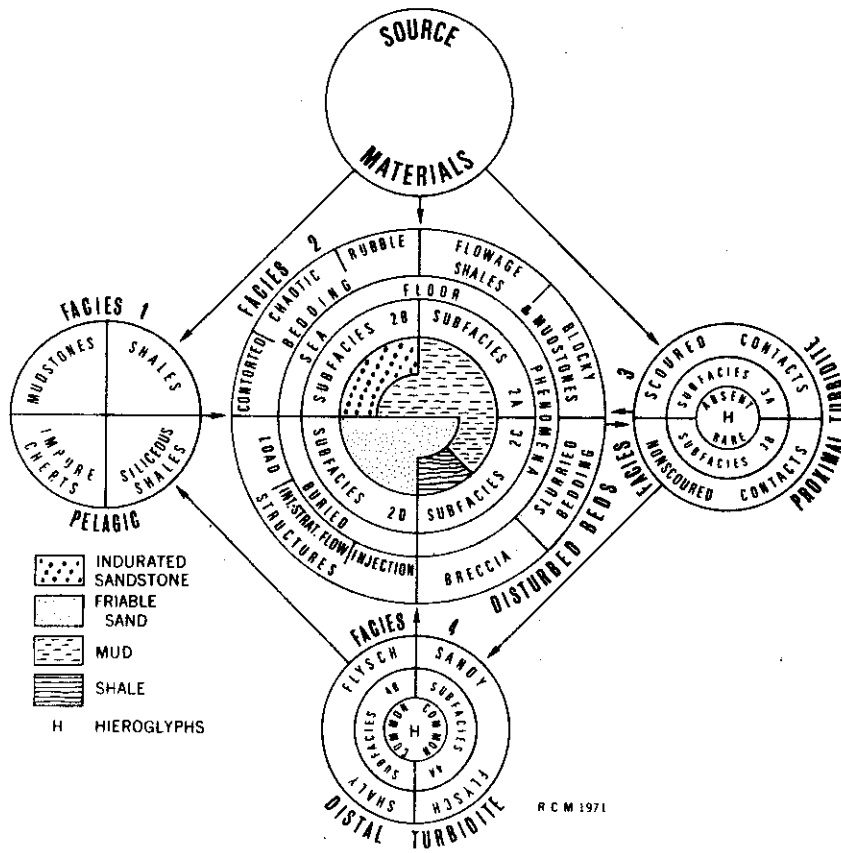 SOURCE
MATERIALS
FACIES 1
MUDSTONES
SHALES
IMPURE
CHERTS
SILICEOUS
SHALES
PELAGIC
FACIES 2
CONTORTED
CHAOTIC
BEDDING
RUBBLE
FLOWAGE
SHALES
& MUDSTONES
BLOCKY
SEA FLOOR PHENOMENA
SUBFACIES 2B
SUBFACIES 2A
SUBFACIES 2D
SUBFACIES 2C
BURIED
LOAD
INT. STRAT. FLOW
INJECTION
STRUCTURES
BRECCIA
SLURRIED
BEDDING
DISTURBED BEDS
FACIES 3
SCOURED CONTACTS
SUBFACIES 3A
ABSENT
H
RARE
SUBFACIES 3B
NONSCOURED CONTACTS
PROXIMAL TURBIDITE
FACIES 4
FLYSCH
SANDY
SUBFACIES 4B
SUBFACIES 4A
COMMON
H
COMMON
SHALY
FLYSCH
DISTAL TURBIDITE
INDURATED
SANDSTONE
FRIABLE
SAND
MUD
SHALE
H HIEROGLYPHS
R C M 1971